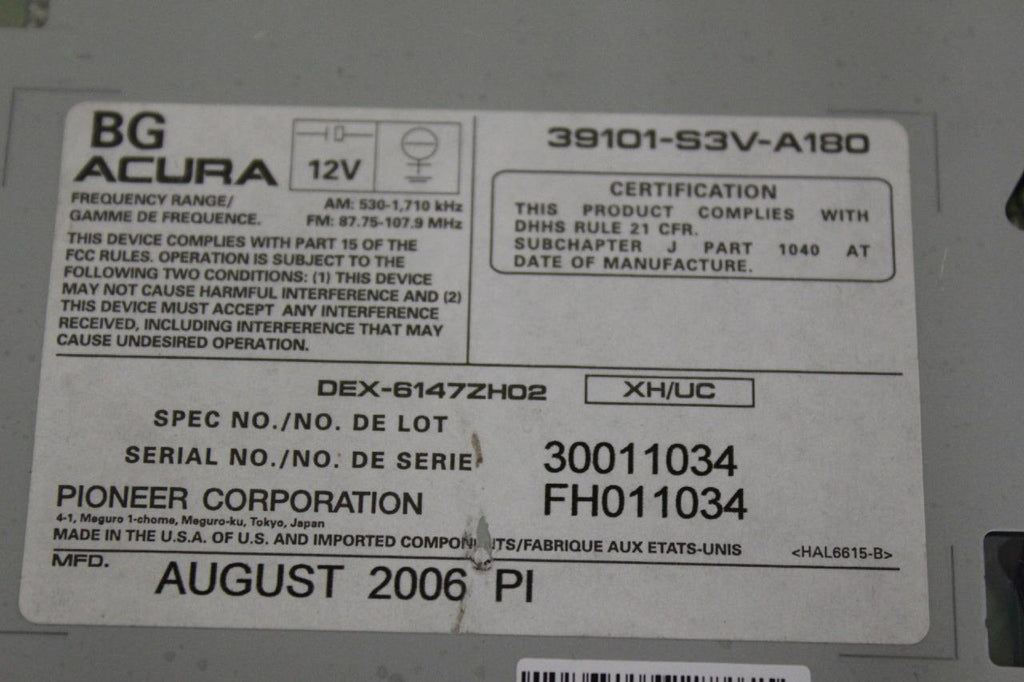 BG
ACURA
12V
FREQUENCY RANGE/
GAMME DE FREQUENCE.
AM: 530-1,710 kHz
FM: 87.75-107.9 MHz
THIS DEVICE COMPLIES WITH PART 15 OF THE
FCC RULES. OPERATION IS SUBJECT TO THE
FOLLOWING TWO CONDITIONS: (1) THIS DEVICE
MAY NOT CAUSE HARMFUL INTERFERENCE AND (2)
THIS DEVICE MUST ACCEPT ANY INTERFERENCE
RECEIVED, INCLUDING INTERFERENCE THAT MAY
CAUSE UNDESIRED OPERATION.
39101-S3V-A180
CERTIFICATION
THIS PRODUCT COMPLIES WITH
DHHS RULE 21 CFR.
SUBCHAPTER J PART 1040 AT
DATE OF MANUFACTURE.
DEX-6147ZH02 XH/UC
SPEC NO./NO. DE LOT
SERIAL NO./NO. DE SERIE 30011034
PIONEER CORPORATION FH011034
4-1, Meguro 1-chome, Meguro-ku, Tokyo, Japan
MADE IN THE U.S.A. OF U.S. AND IMPORTED COMPONENTS/FABRIQUE AUX ETATS-UNIS <HAL6615-B>
MFD.
AUGUST 2006 PI